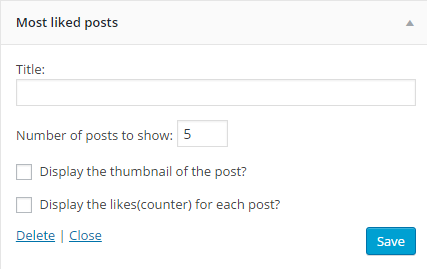 Most liked posts
Title:
Number of posts to show: 5
Display the thumbnail of the post?
Display the likes(counter) for each post?
Delete | Close
Save